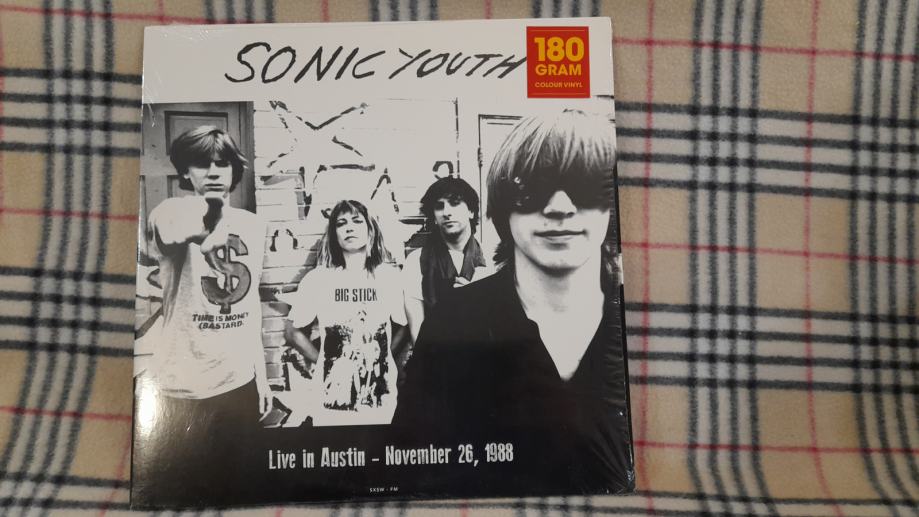 SONIC YOUTH
180
GRAM
COLOUR VINYL
$
TIME IS MONEY
(BASTARD)
BIG STICK
Live in Austin – November 26, 1988
SXSW - FM